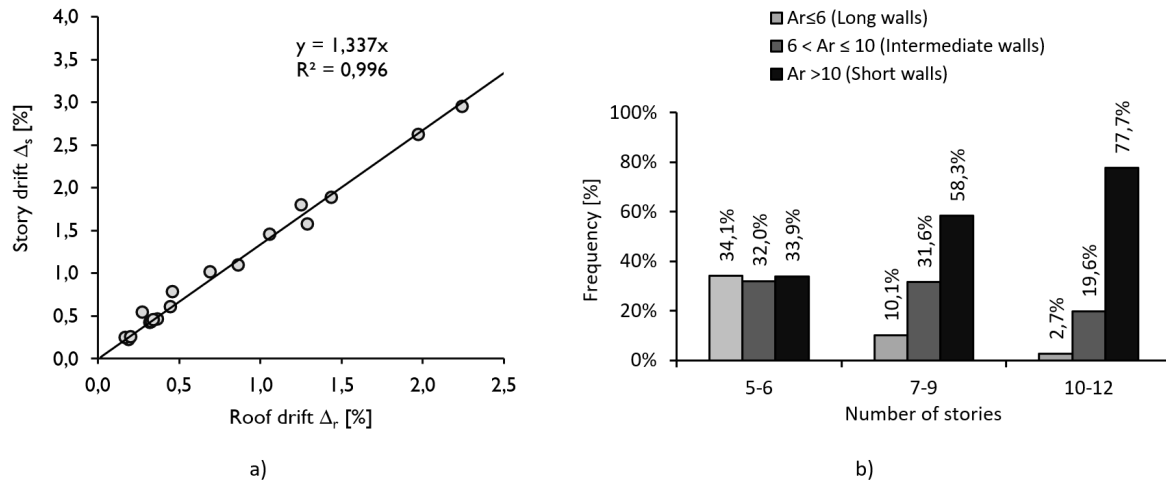 a)
4,0
3,5
3,0
2,5
2,0
1,5
1,0
0,5
0,0
Story drift Δs [%]
y = 1,337x
R² = 0,996
0,0 0,5 1,0 1,5 2,0 2,5
Roof drift Δr [%]
a)
Ar≤6 (Long walls)
6 < Ar ≤ 10 (Intermediate walls)
Ar >10 (Short walls)
b)
100%
80%
60%
40%
20%
0%
Frequency [%]
34,1% 32,0% 33,9%
10,1% 31,6% 58,3%
2,7% 19,6% 77,7%
5-6 7-9 10-12
Number of stories
b)